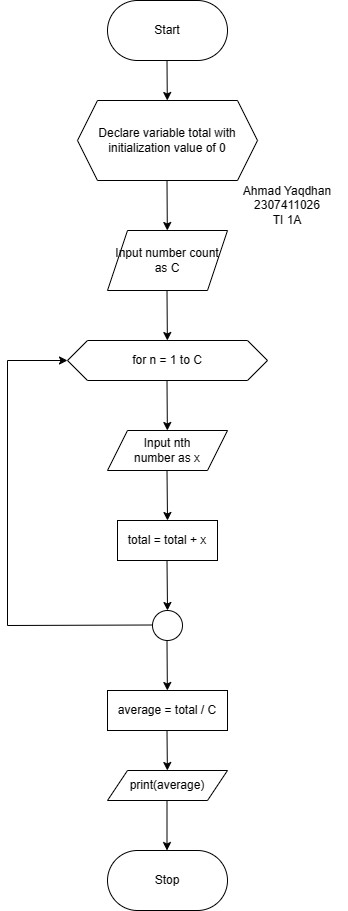 Start
Declare variable total with
initialization value of 0
Ahmad Yaqdhan
2307411026
TI 1A
Input number count
as C
for n = 1 to C
Input nth
number as x
total = total + x
average = total / C
print(average)
Stop